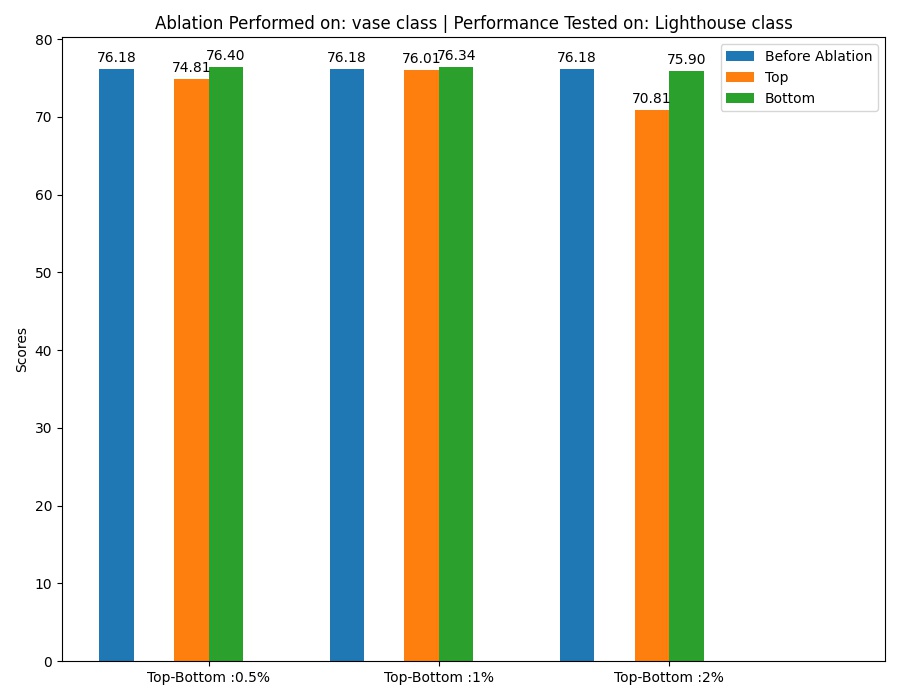 Ablation Performed on: vase class | Performance Tested on: Lighthouse class
Before Ablation
Top
Bottom
Scores
80
70
60
50
40
30
20
10
0
76.18
74.81
76.40
76.18
76.01
76.34
76.18
70.81
75.90
Top-Bottom :0.5%
Top-Bottom :1%
Top-Bottom :2%